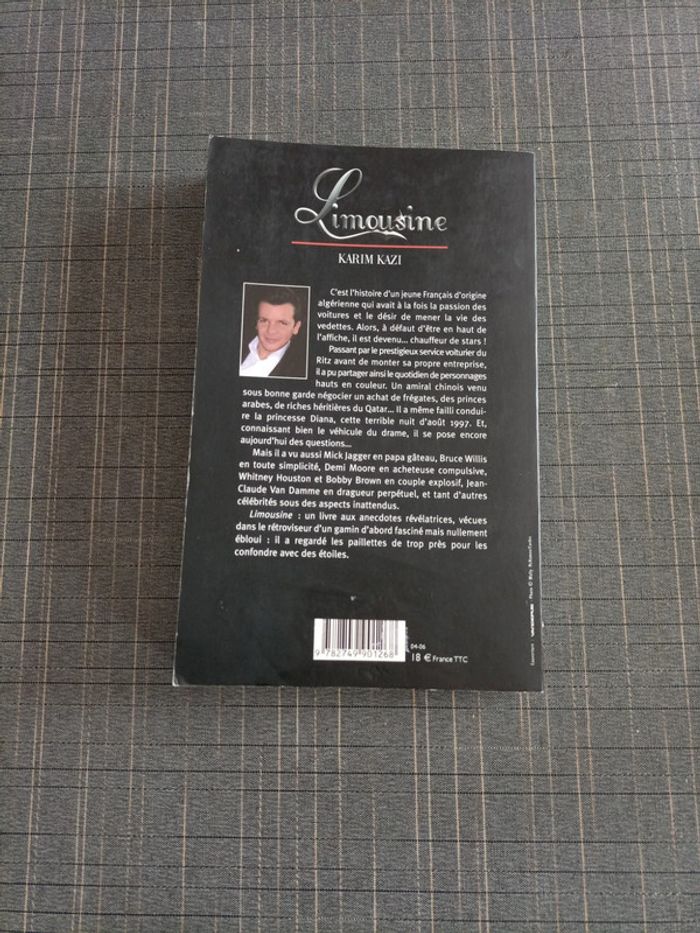 Limousine
KARIM KAZI
C'est l'histoire d'un jeune Français d'origine
algérienne qui avait à la fois la passion des
voitures et le désir de mener la vie des
vedettes. Alors, à défaut d'être en haut de
l'affiche, il est devenu... chauffeur de stars !
Passant par le prestigieux service voiturier du
Ritz avant de monter sa propre entreprise,
il a pu partager ainsi le quotidien de personnages
hauts en couleur. Un amiral chinois venu
sous bonne garde négocier un achat de frégates, des princes
arabes, de riches héritières du Qatar... Il a même failli condui-
re la princesse Diana, cette terrible nuit d'août 1997. Et,
connaissant bien le véhicule du drame, il se pose encore
aujourd'hui des questions...
Mais il a vu aussi Mick Jagger en papa gâteau, Bruce Willis
en toute simplicité, Demi Moore en acheteuse compulsive,
Whitney Houston et Bobby Brown en couple explosif, Jean-
Claude Van Damme en dragueur perpétuel, et tant d'autres
célébrités sous des aspects inattendus.
Limousine : un livre aux anecdotes révélatrices, vécues
dans le rétroviseur d'un gamin d'abord fasciné mais nullement
ébloui : il a regardé les paillettes de trop près pour les
confondre avec des étoiles.
9 782749 901268
04-06
18 € France TTC